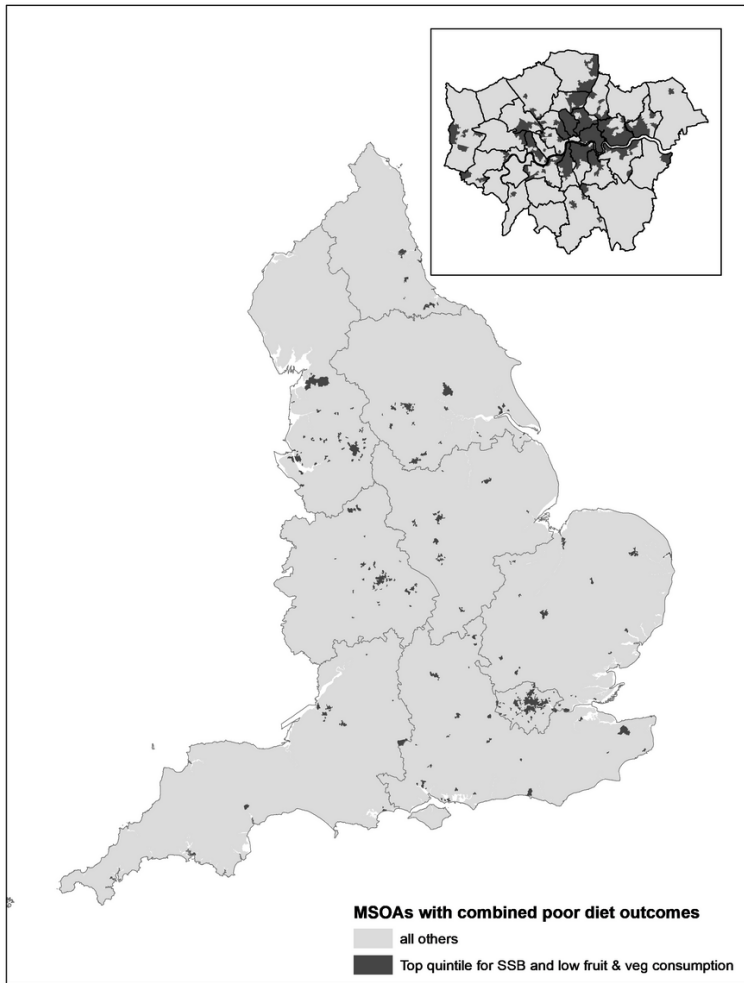 MSOAs with combined poor diet outcomes
all others
Top quintile for SSB and low fruit & veg consumption